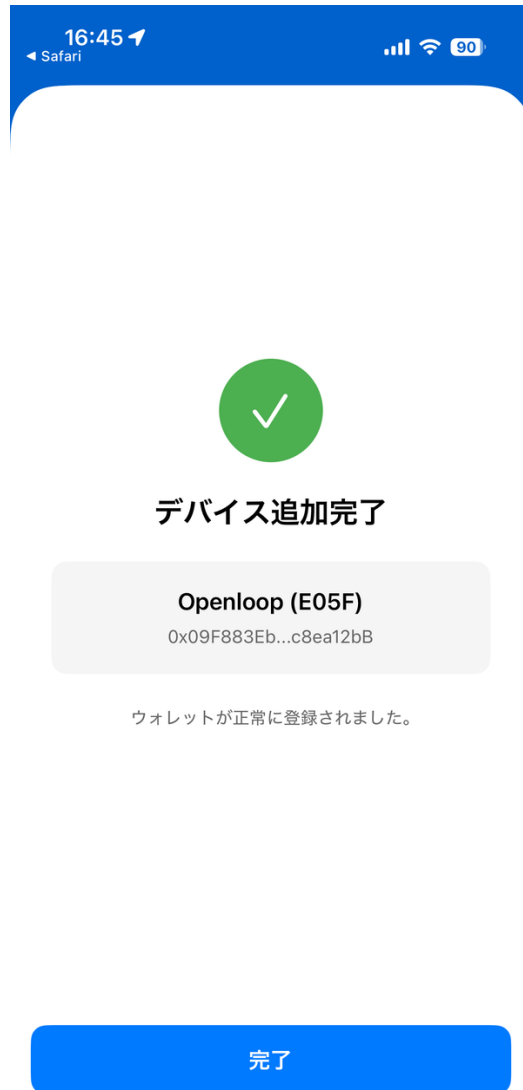 16:45
◀ Safari
90
デバイス追加完了
Openloop (E05F)
0x09F883Eb...c8ea12bB
ウォレットが正常に登録されました。
完了